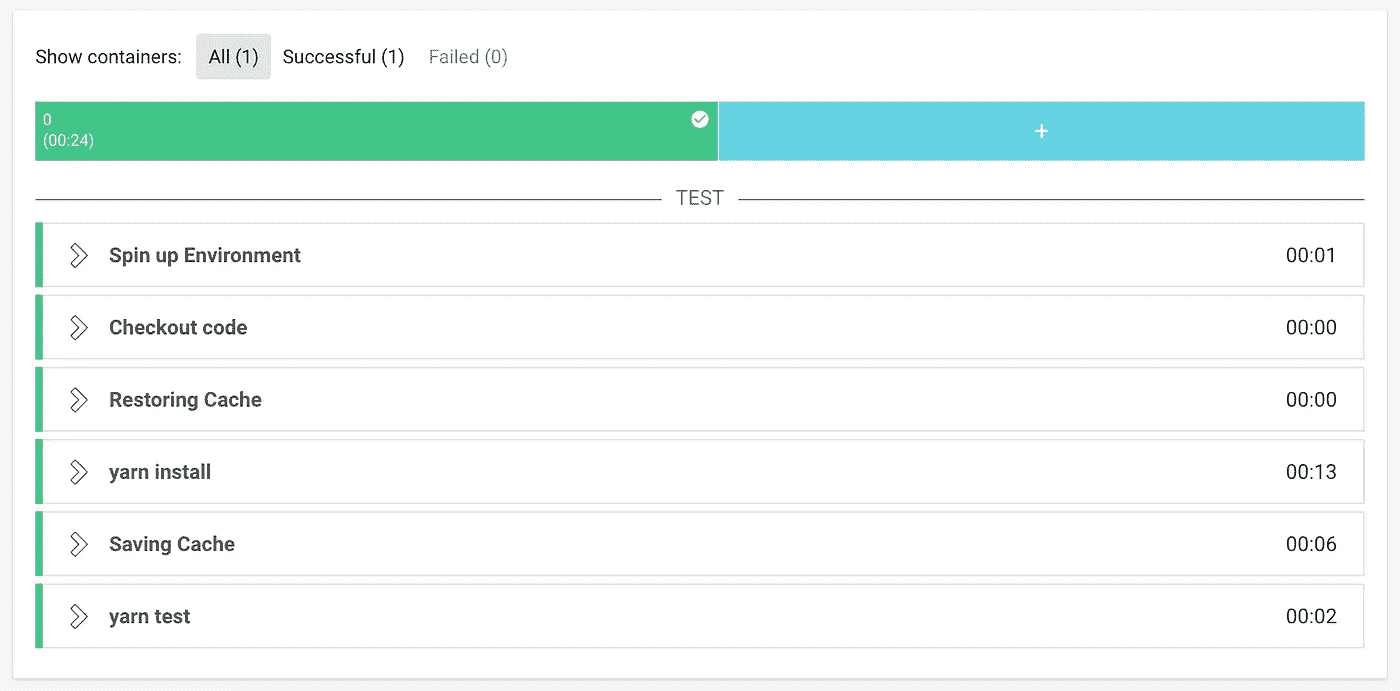 Show containers: All (1) Successful (1) Failed (0)
0
(00:24)
+
TEST
Spin up Environment 00:01
Checkout code 00:00
Restoring Cache 00:00
yarn install 00:13
Saving Cache 00:06
yarn test 00:02